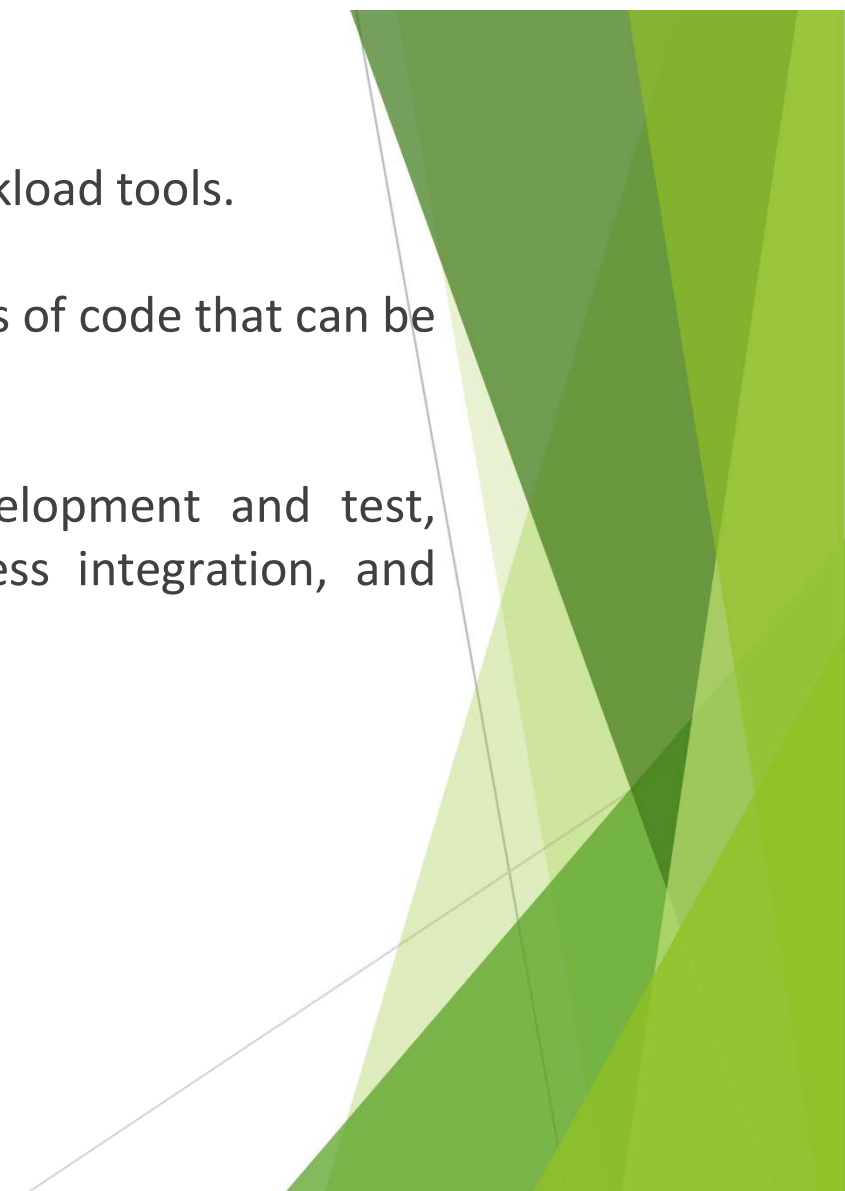 kload tools.
s of code that can be
elopment and test,
ess integration, and